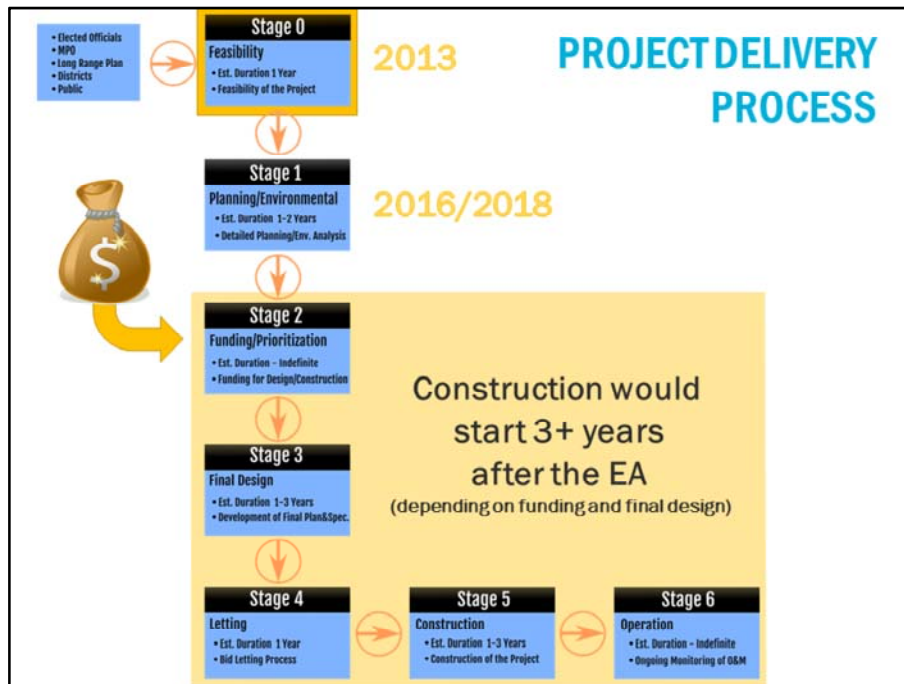 PROJECT DELIVERY
PROCESS
• Elected Officials
• MPO
• Long Range Plan
• Districts
• Public
Stage 0
Feasibility
• Est. Duration 1 Year
• Feasibility of the Project
2013
Stage 1
Planning/Environmental
• Est. Duration 1-2 Years
• Detailed Planning/Env. Analysis
2016/2018
$
Stage 2
Funding/Prioritization
• Est. Duration - Indefinite
• Funding for Design/Construction
Stage 3
Final Design
• Est. Duration 1-3 Years
• Development of Final Plan&Spec.
Construction would
start 3+ years
after the EA
(depending on funding and final design)
Stage 4
Letting
• Est. Duration 1 Year
• Bid Letting Process
Stage 5
Construction
• Est. Duration 1-3 Years
• Construction of the Project
Stage 6
Operation
• Est. Duration - Indefinite
• Ongoing Monitoring of O&M